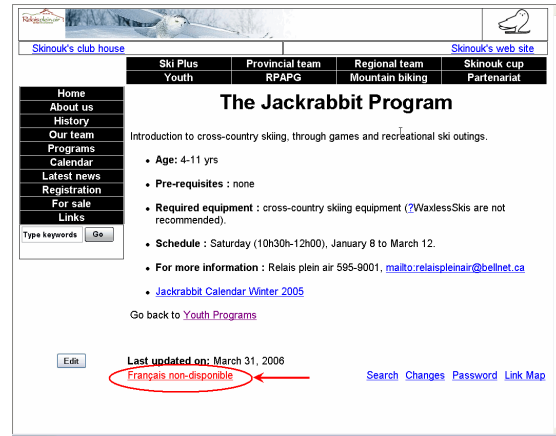 Relais plein air
Skinouk's club house
Skinouk's web site
Ski Plus Provincial team Regional team Skinouk cup
Youth RPAPG Mountain biking Partenariat
Home
About us
History
Our team
Programs
Calendar
Latest news
Registration
For sale
Links
Type keywords Go
The Jackrabbit Program
Introduction to cross-country skiing, through games and recreational ski outings.
Age: 4-11 yrs
Pre-requisites : none
Required equipment : cross-country skiing equipment (?WaxlessSkis are not
recommended).
Schedule : Saturday (10h30h-12h00), January 8 to March 12.
For more information : Relais plein air 595-9001, mailto:relaispleinair@bellnet.ca
Jackrabbit Calendar Winter 2005
Go back to Youth Programs
Edit
Last updated on: March 31, 2006
Français non-disponible
Search Changes Password Link Map